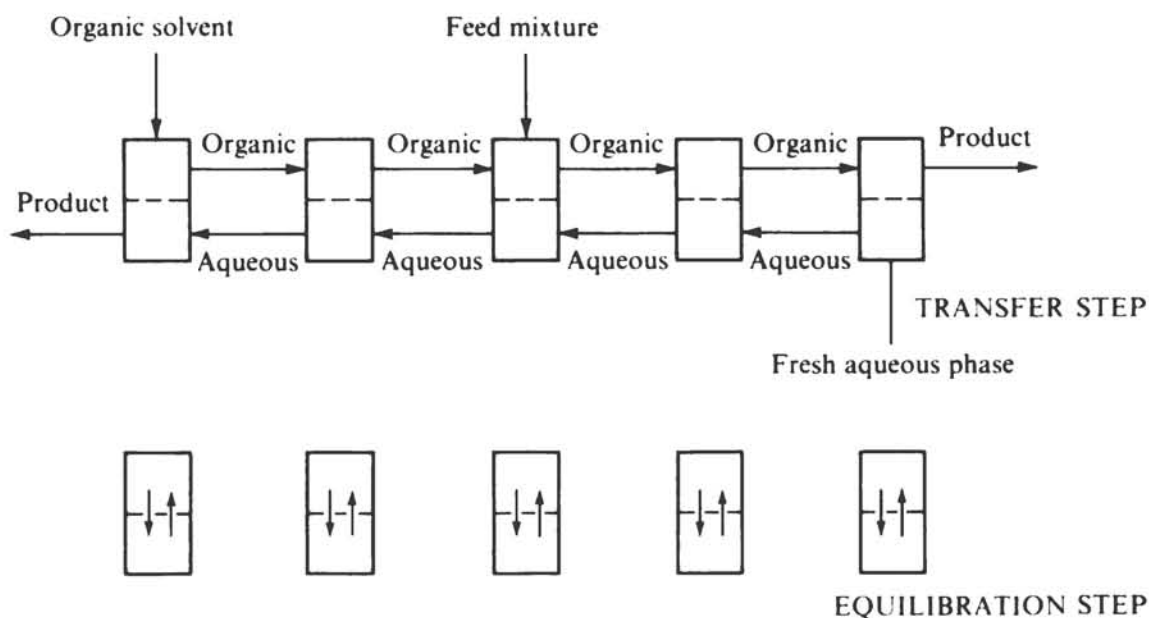 Organic solvent
Feed mixture
Organic
Organic
Organic
Organic
Product
Product
Aqueous
Aqueous
Aqueous
Aqueous
TRANSFER STEP
Fresh aqueous phase
EQUILIBRATION STEP